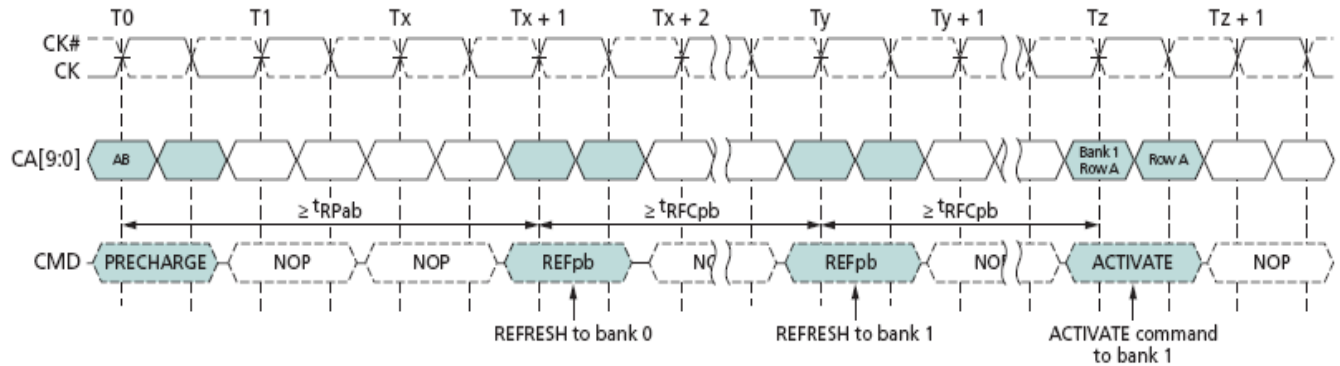 T0 T1 Tx Tx + 1 Tx + 2 Ty Ty + 1 Tz Tz + 1
CK#
CK
CA[9:0] AB Bank 1 Row A Row A
≥ tRPab ≥ tRFCpb ≥ tRFCpb
CMD PRECHARGE NOP NOP REFpb NO REFpb NOP ACTIVATE NOP
REFRESH to bank 0 REFRESH to bank 1 ACTIVATE command
to bank 1